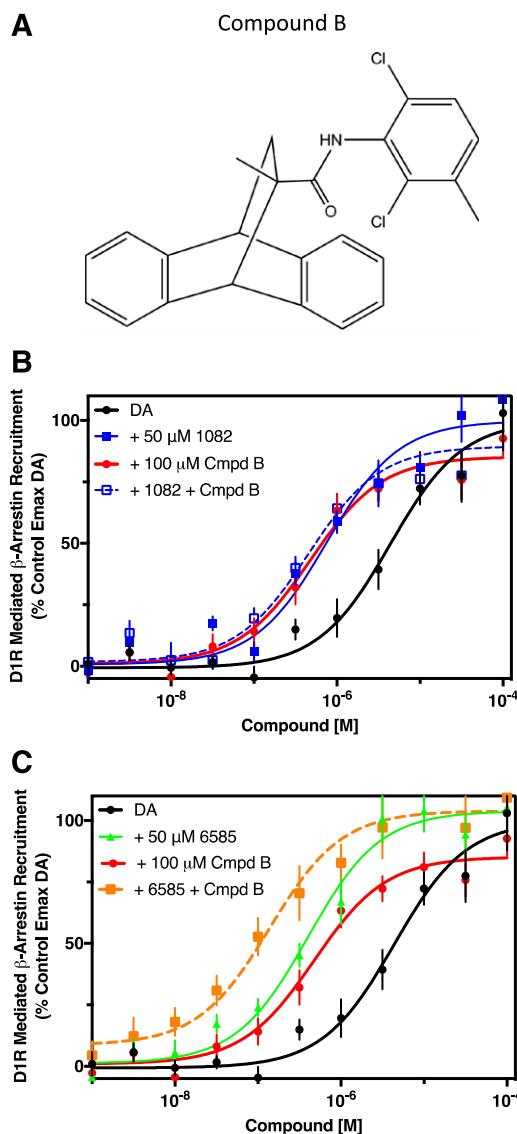 A
Compound B
Cl
HN
O
Cl
B
DA
+ 50 μM 1082
+ 100 μM Cmpd B
+ 1082 + Cmpd B
D1R Mediated β-Arrestin Recruitment
(% Control Emax DA)
100
50
0
10-8
10-6
10-4
Compound [M]
C
DA
+ 50 μM 6585
+ 100 μM Cmpd B
+ 6585 + Cmpd B
D1R Mediated β-Arrestin Recruitment
(% Control Emax DA)
100
50
0
10-8
10-6
10-
Compound [M]